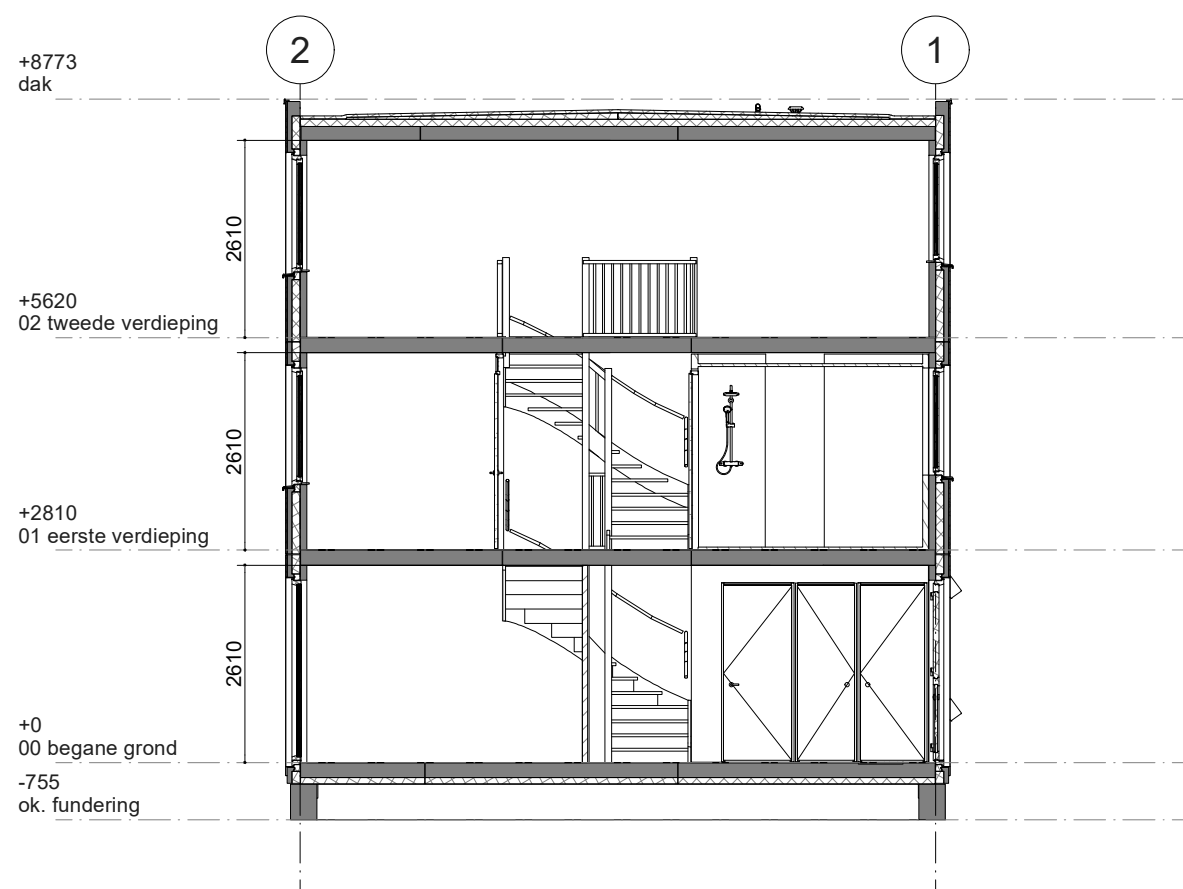 2
1
+8773
dak
2610
+5620
02 tweede verdieping
2610
+2810
01 eerste verdieping
2610
+0
00 begane grond
-755
ok. fundering